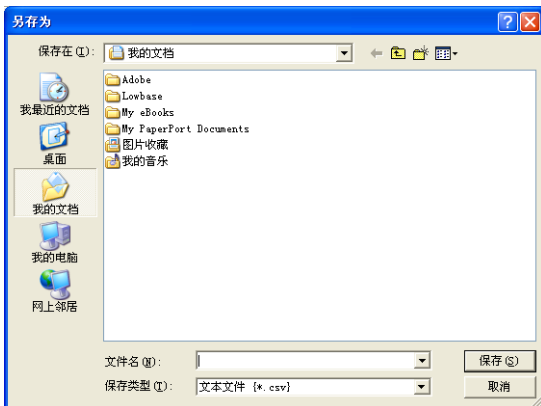 另存为
保存在(I): 我的文档
我最近的文档
桌面
我的文档
我的电脑
网上邻居
Adobe
Lowbase
My eBooks
My PaperPort Documents
图片收藏
我的音乐
文件名(N): 保存(S)
保存类型(T): 文本文件 {*.csv} 取消